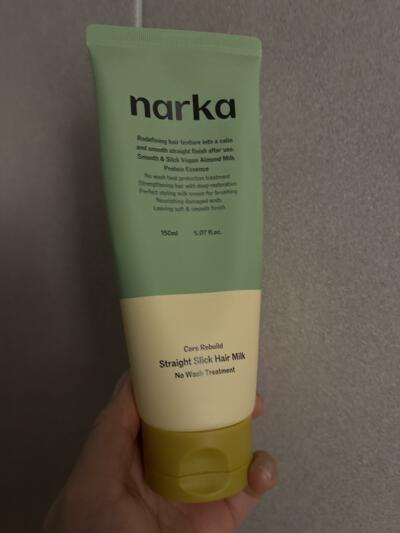 narka
Redefining hair texture into a calm
and smooth straight finish after use.
Smooth & Slick Vegan Almond Milk
Protein Essence
No wash heat protection treatment
Strengthening hair with deep restoration
Perfect styling milk cream for brushing
Nourishing damaged ends
Leaving soft & smooth finish
150ml 5.07 fl.oz.
Core Rebuild
Straight Slick Hair Milk
No Wash Treatment